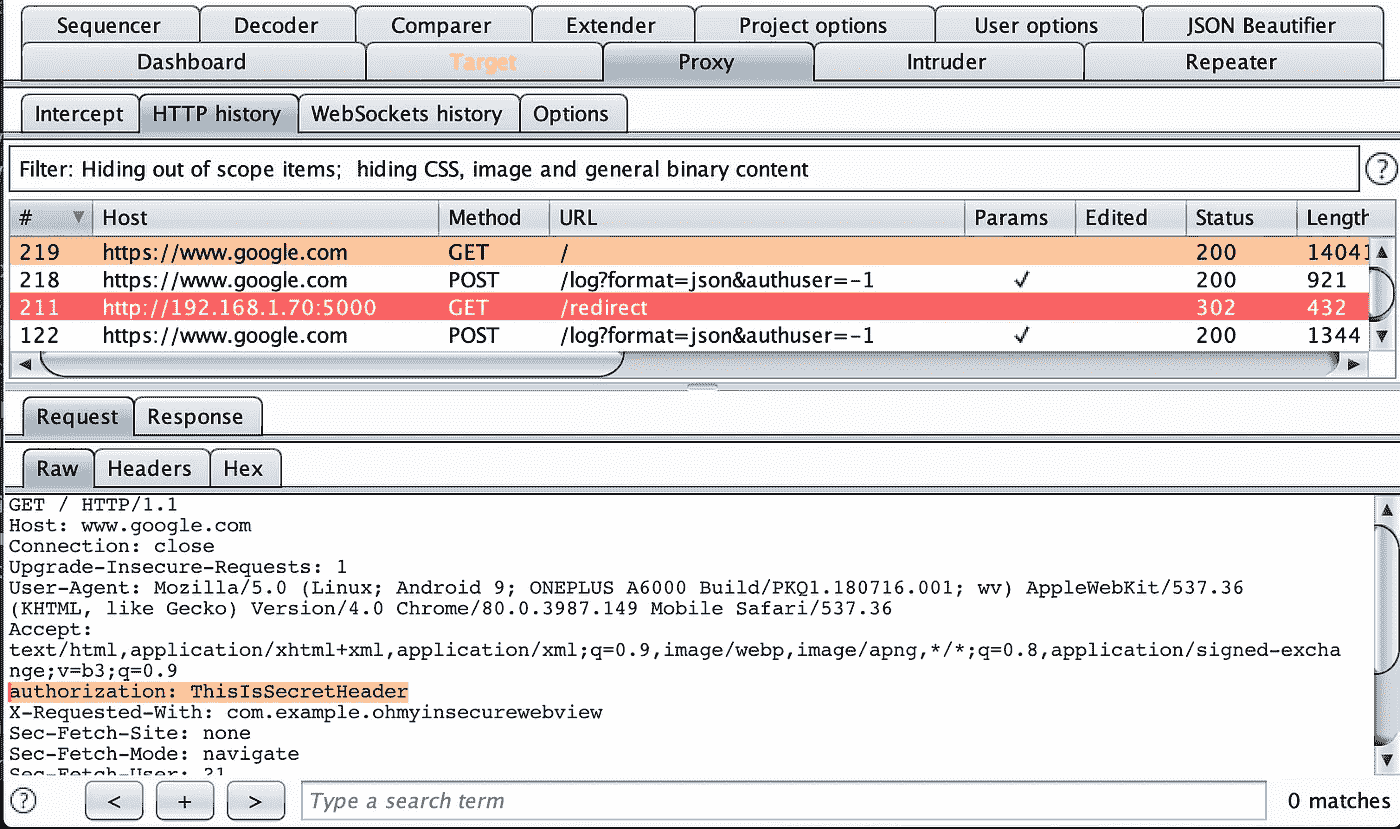 Sequencer Decoder Comparer Extender Project options User options JSON Beautifier
Dashboard Target Proxy Intruder Repeater
Intercept HTTP history WebSockets history Options
Filter: Hiding out of scope items; hiding CSS, image and general binary content ?
# Host Method URL Params Edited Status Length
219 https://www.google.com GET / 200 14041
218 https://www.google.com POST /log?format=json&authuser=-1 ✓ 200 921
211 http://192.168.1.70:5000 GET /redirect 302 432
122 https://www.google.com POST /log?format=json&authuser=-1 ✓ 200 1344
Request Response
Raw Headers Hex
GET / HTTP/1.1
Host: www.google.com
Connection: close
Upgrade-Insecure-Requests: 1
User-Agent: Mozilla/5.0 (Linux; Android 9; ONEPLUS A6000 Build/PKQ1.180716.001; wv) AppleWebKit/537.36
(KHTML, like Gecko) Version/4.0 Chrome/80.0.3987.149 Mobile Safari/537.36
Accept:
text/html,application/xhtml+xml,application/xml;q=0.9,image/webp,image/apng,*/*;q=0.8,application/signed-excha
nge;v=b3;q=0.9
authorization: ThisIsSecretHeader
X-Requested-With: com.example.ohmyinsecurewebview
Sec-Fetch-Site: none
Sec-Fetch-Mode: navigate
Sec-Fetch-User: ?1
? < + > Type a search term 0 matches